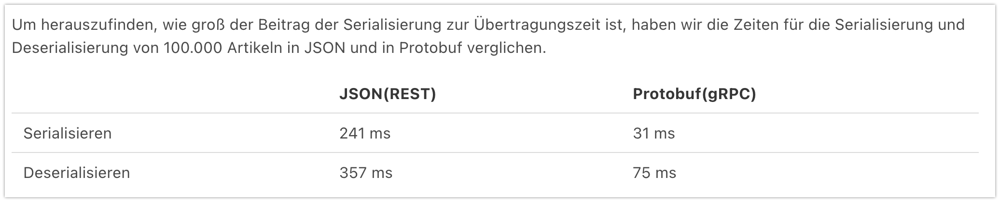 Um herauszufinden, wie groß der Beitrag der Serialisierung zur Übertragungszeit ist, haben wir die Zeiten für die Serialisierung und
Deserialisierung von 100.000 Artikeln in JSON und in Protobuf verglichen.
JSON(REST) Protobuf(gRPC)
Serialisieren 241 ms 31 ms
Deserialisieren 357 ms 75 ms